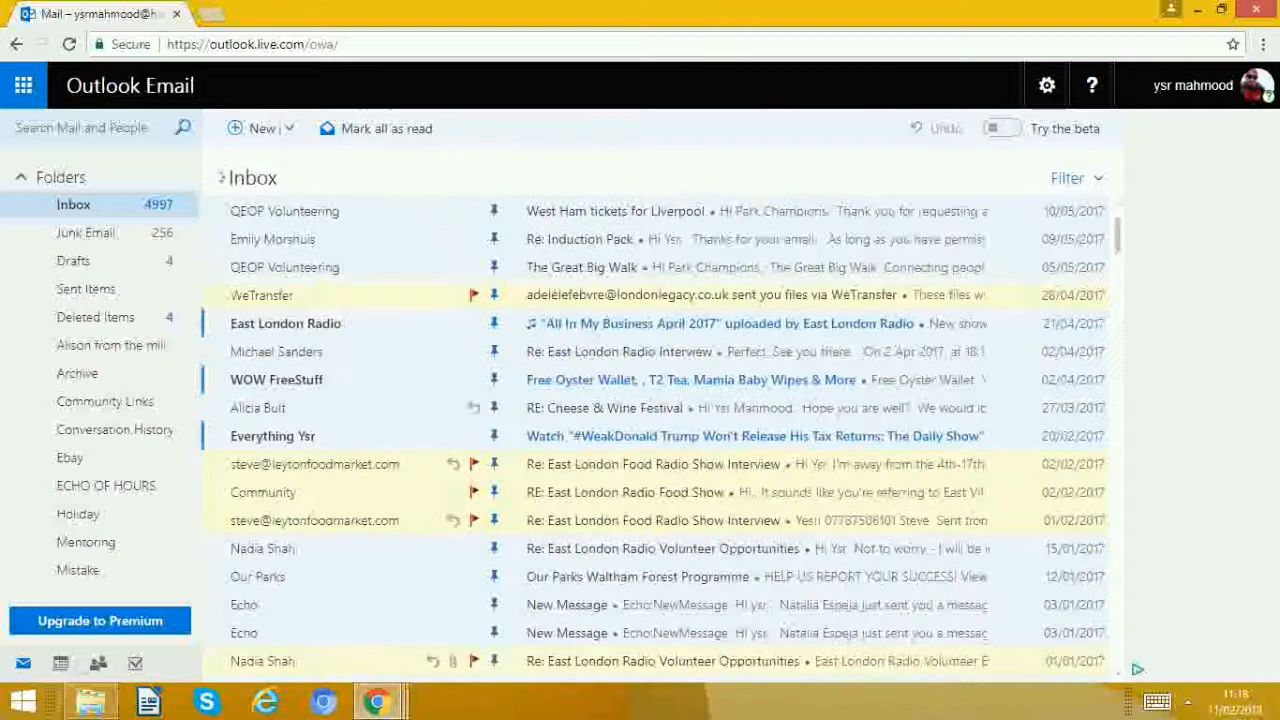 Mail – ysrmahmood@h
Secure https://outlook.live.com/owa/
Outlook Email ? ysr mahmood
Search Mail and People New Mark all as read Undo Try the beta
Folders Inbox Filter
Inbox 4997
Junk Email 256
Drafts 4
Sent Items
Deleted Items 4
Alison from the mill
Archive
Community Links
Conversation History
Ebay
ECHO OF HOURS
Holiday
Mentoring
Mistake
Upgrade to Premium
QEOP Volunteering West Ham tickets for Liverpool • Hi Park Champions, Thank you for requesting a 10/05/2017
Emily Morshuis Re: Induction Pack • Hi Ysr, Thanks for your email. As long as you have permis 09/05/2017
QEOP Volunteering The Great Big Walk • Hi Park Champions, The Great Big Walk Connecting peopl 05/05/2017
WeTransfer adelelefebvre@londonlegacy.co.uk sent you files via WeTransfer • These files w 28/04/2017
East London Radio ♫ "All In My Business April 2017" uploaded by East London Radio • New show 21/04/2017
Michael Sanders Re: East London Radio Interview • Perfect. See you there. On 2 Apr 2017, at 18:1 02/04/2017
WOW FreeStuff Free Oyster Wallet, , T2 Tea, Mamia Baby Wipes & More • Free Oyster Wallet 02/04/2017
Alicia Buit RE: Cheese & Wine Festival • Hi Ysr Mahmood, Hope you are well? We would lc 27/03/2017
Everything Ysr Watch "#WeakDonald Trump Won't Release His Tax Returns: The Daily Show" 20/02/2017
steve@leytonfoodmarket.com Re: East London Food Radio Show Interview • Hi Ysr I'm away from the 4th-17th 02/02/2017
Community RE: East London Food Radio Show • Hi, It sounds like you're referring to East Vil 02/02/2017
steve@leytonfoodmarket.com Re: East London Food Radio Show Interview • Yes!! 07787506101 Steve Sent fron 01/02/2017
Nadia Shah Re: East London Radio Volunteer Opportunities • Hi Ysr, Not to worry - I will be 15/01/2017
Our Parks Our Parks Waltham Forest Programme • HELP US REPORT YOUR SUCCESS! View 12/01/2017
Echo New Message • Echo:NewMessage Hi ysr Natalia Espeja just sent you a messac 03/01/2017
Echo New Message • Echo:NewMessage Hi ysr Natalia Espeja just sent you a messac 03/01/2017
Nadia Shah Re: East London Radio Volunteer Opportunities • East London Radio Volunteer E 01/01/2017
11:18
11/02/2018